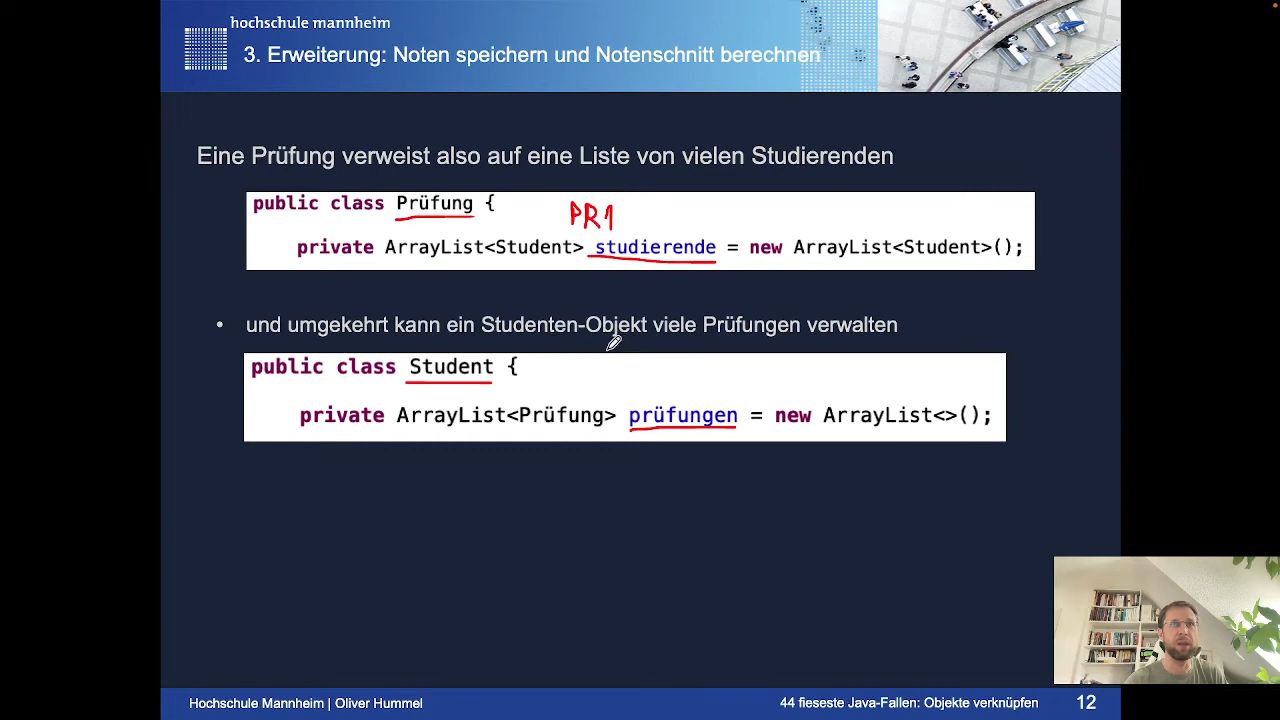 hochschule mannheim
3. Erweiterung: Noten speichern und Notenschnitt berechnen
Eine Prüfung verweist also auf eine Liste von vielen Studierenden
public class Prüfung {
PR1
private ArrayList<Student> studierende = new ArrayList<Student>();
• und umgekehrt kann ein Studenten-Objekt viele Prüfungen verwalten
public class Student {
private ArrayList<Prüfung> prüfungen = new ArrayList<>();
Hochschule Mannheim | Oliver Hummel
44 fieseste Java-Fallen: Objekte verknüpfen
12